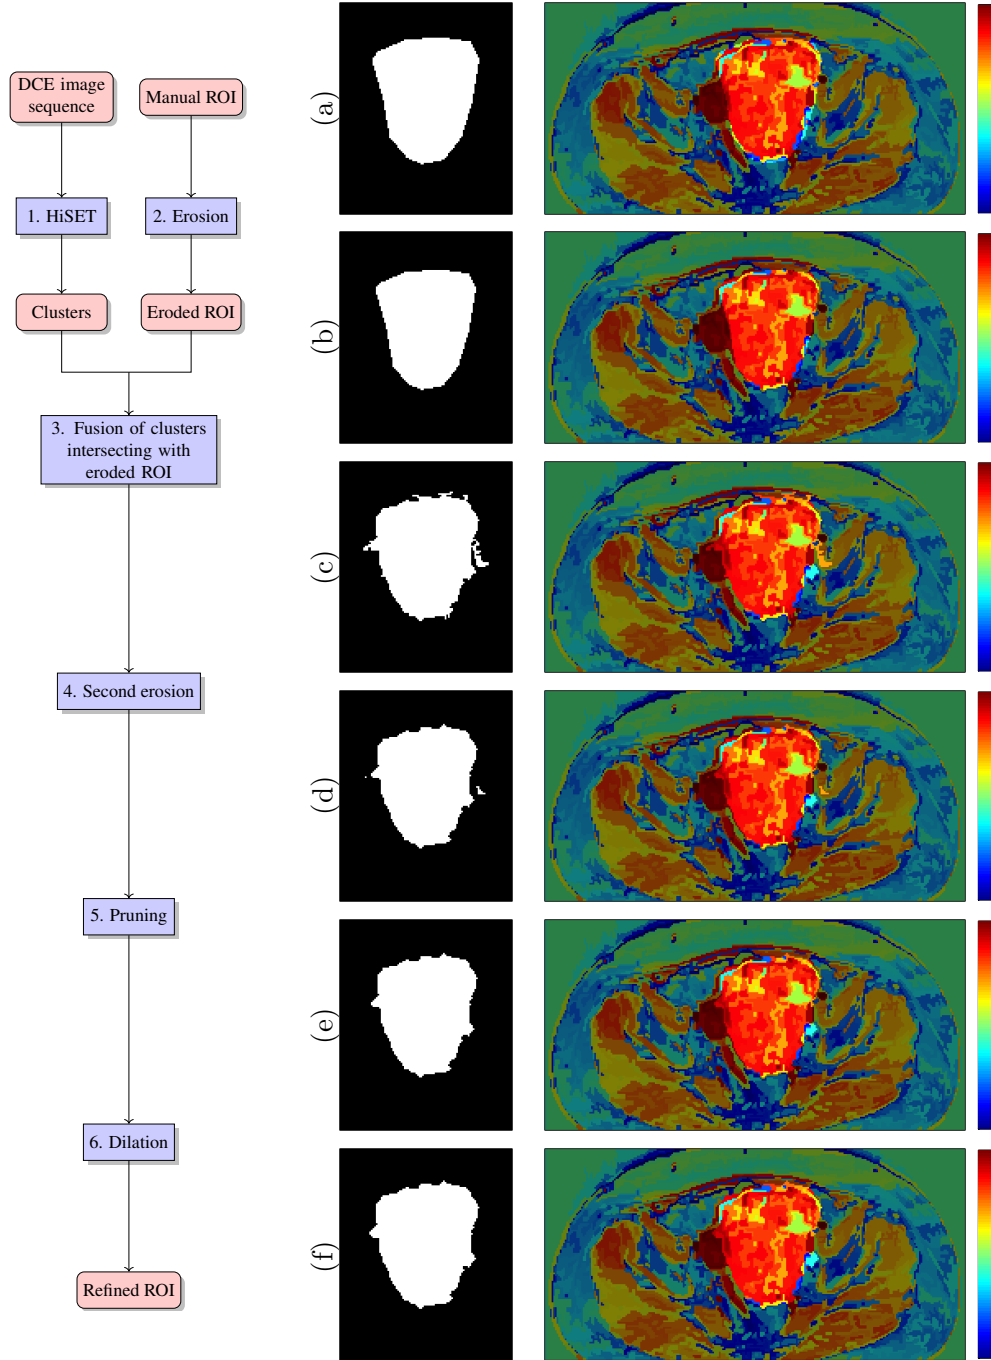 DCE image
sequence
Manual ROI
1. HiSET
2. Erosion
Clusters
Eroded ROI
3. Fusion of clusters
intersecting with
eroded ROI
4. Second erosion
5. Pruning
6. Dilation
Refined ROI
(a)
(b)
(c)
(d)
(e)
(f)